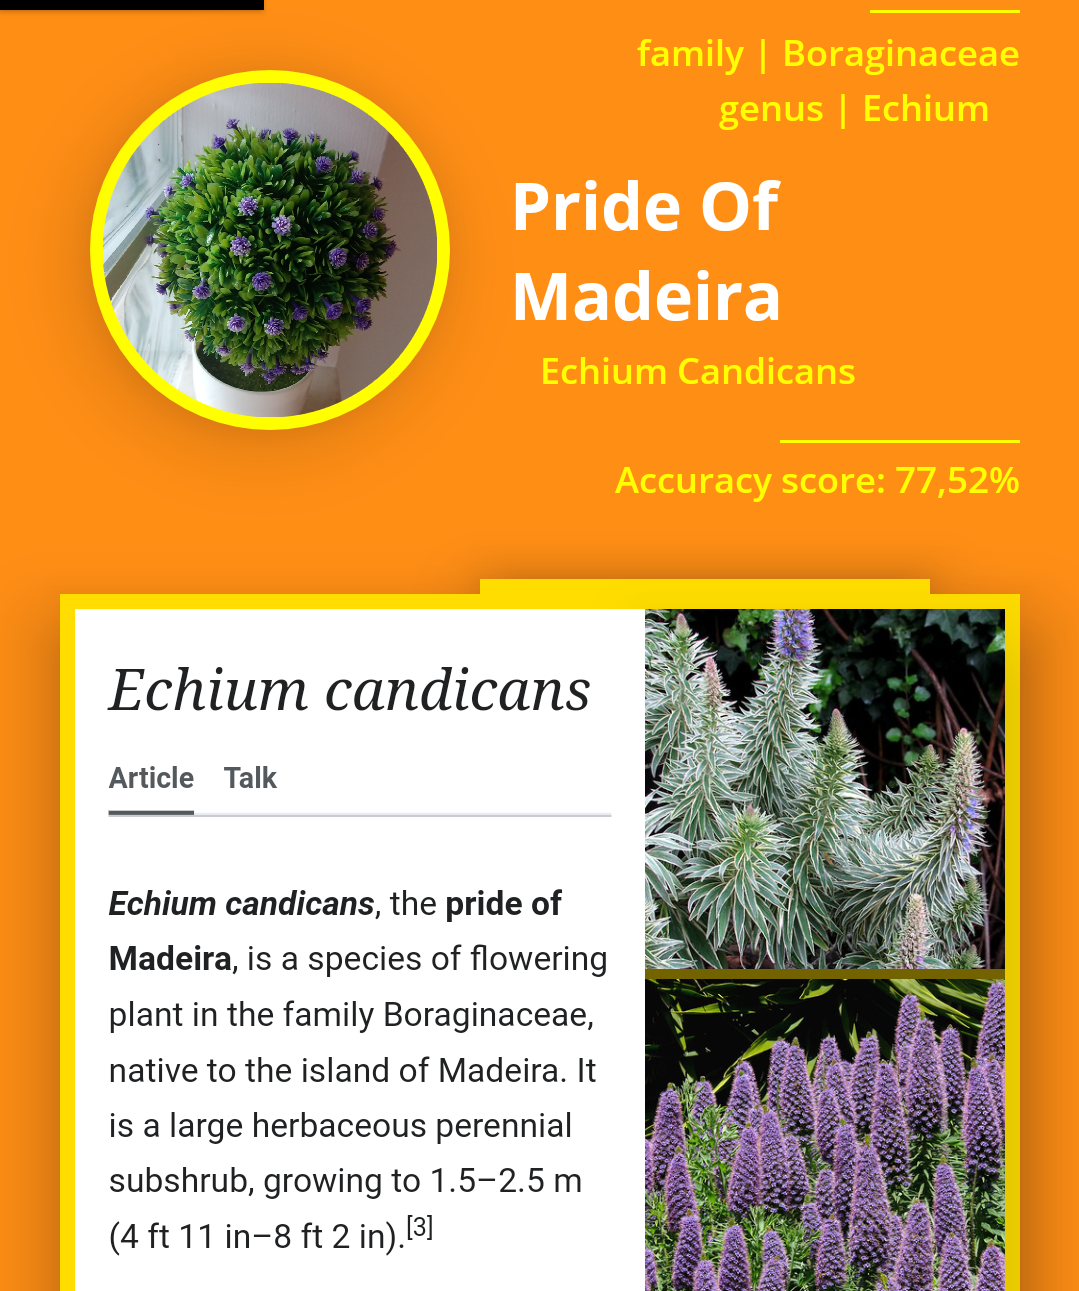 family | Boraginaceae
genus | Echium
Pride Of
Madeira
Echium Candicans
Accuracy score: 77,52%
Echium candicans
Article Talk
Echium candicans, the pride of
Madeira, is a species of flowering
plant in the family Boraginaceae,
native to the island of Madeira. It
is a large herbaceous perennial
subshrub, growing to 1.5–2.5 m
(4 ft 11 in–8 ft 2 in).[3]